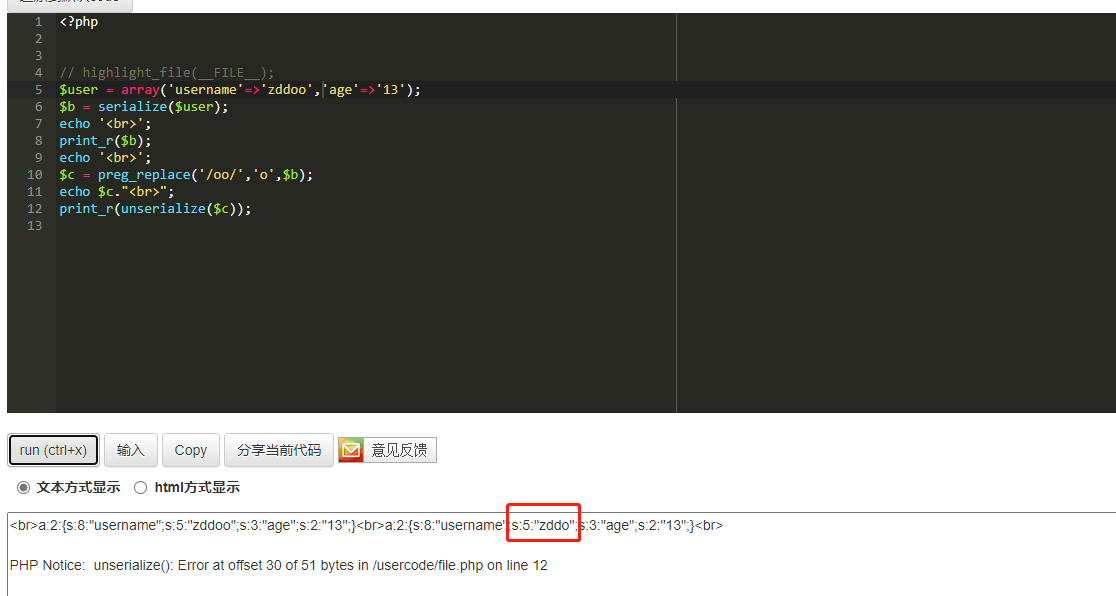 1 <?php
2
3
4 // highlight_file(__FILE__);
5 $user = array('username'=>'zddoo','age'=>'13');
6 $b = serialize($user);
7 echo '<br>';
8 print_r($b);
9 echo '<br>';
10 $c = preg_replace('/oo/','o',$b);
11 echo $c."<br>";
12 print_r(unserialize($c));
13
run (ctrl+x) 输入 Copy 分享当前代码 意见反馈
文本方式显示 html方式显示
<br>a:2:{s:8:"username";s:5:"zddoo";s:3:"age";s:2:"13";}<br>a:2:{s:8:"username";s:5:"zddo";s:3:"age";s:2:"13";}<br>
PHP Notice:  unserialize(): Error at offset 30 of 51 bytes in /usercode/file.php on line 12